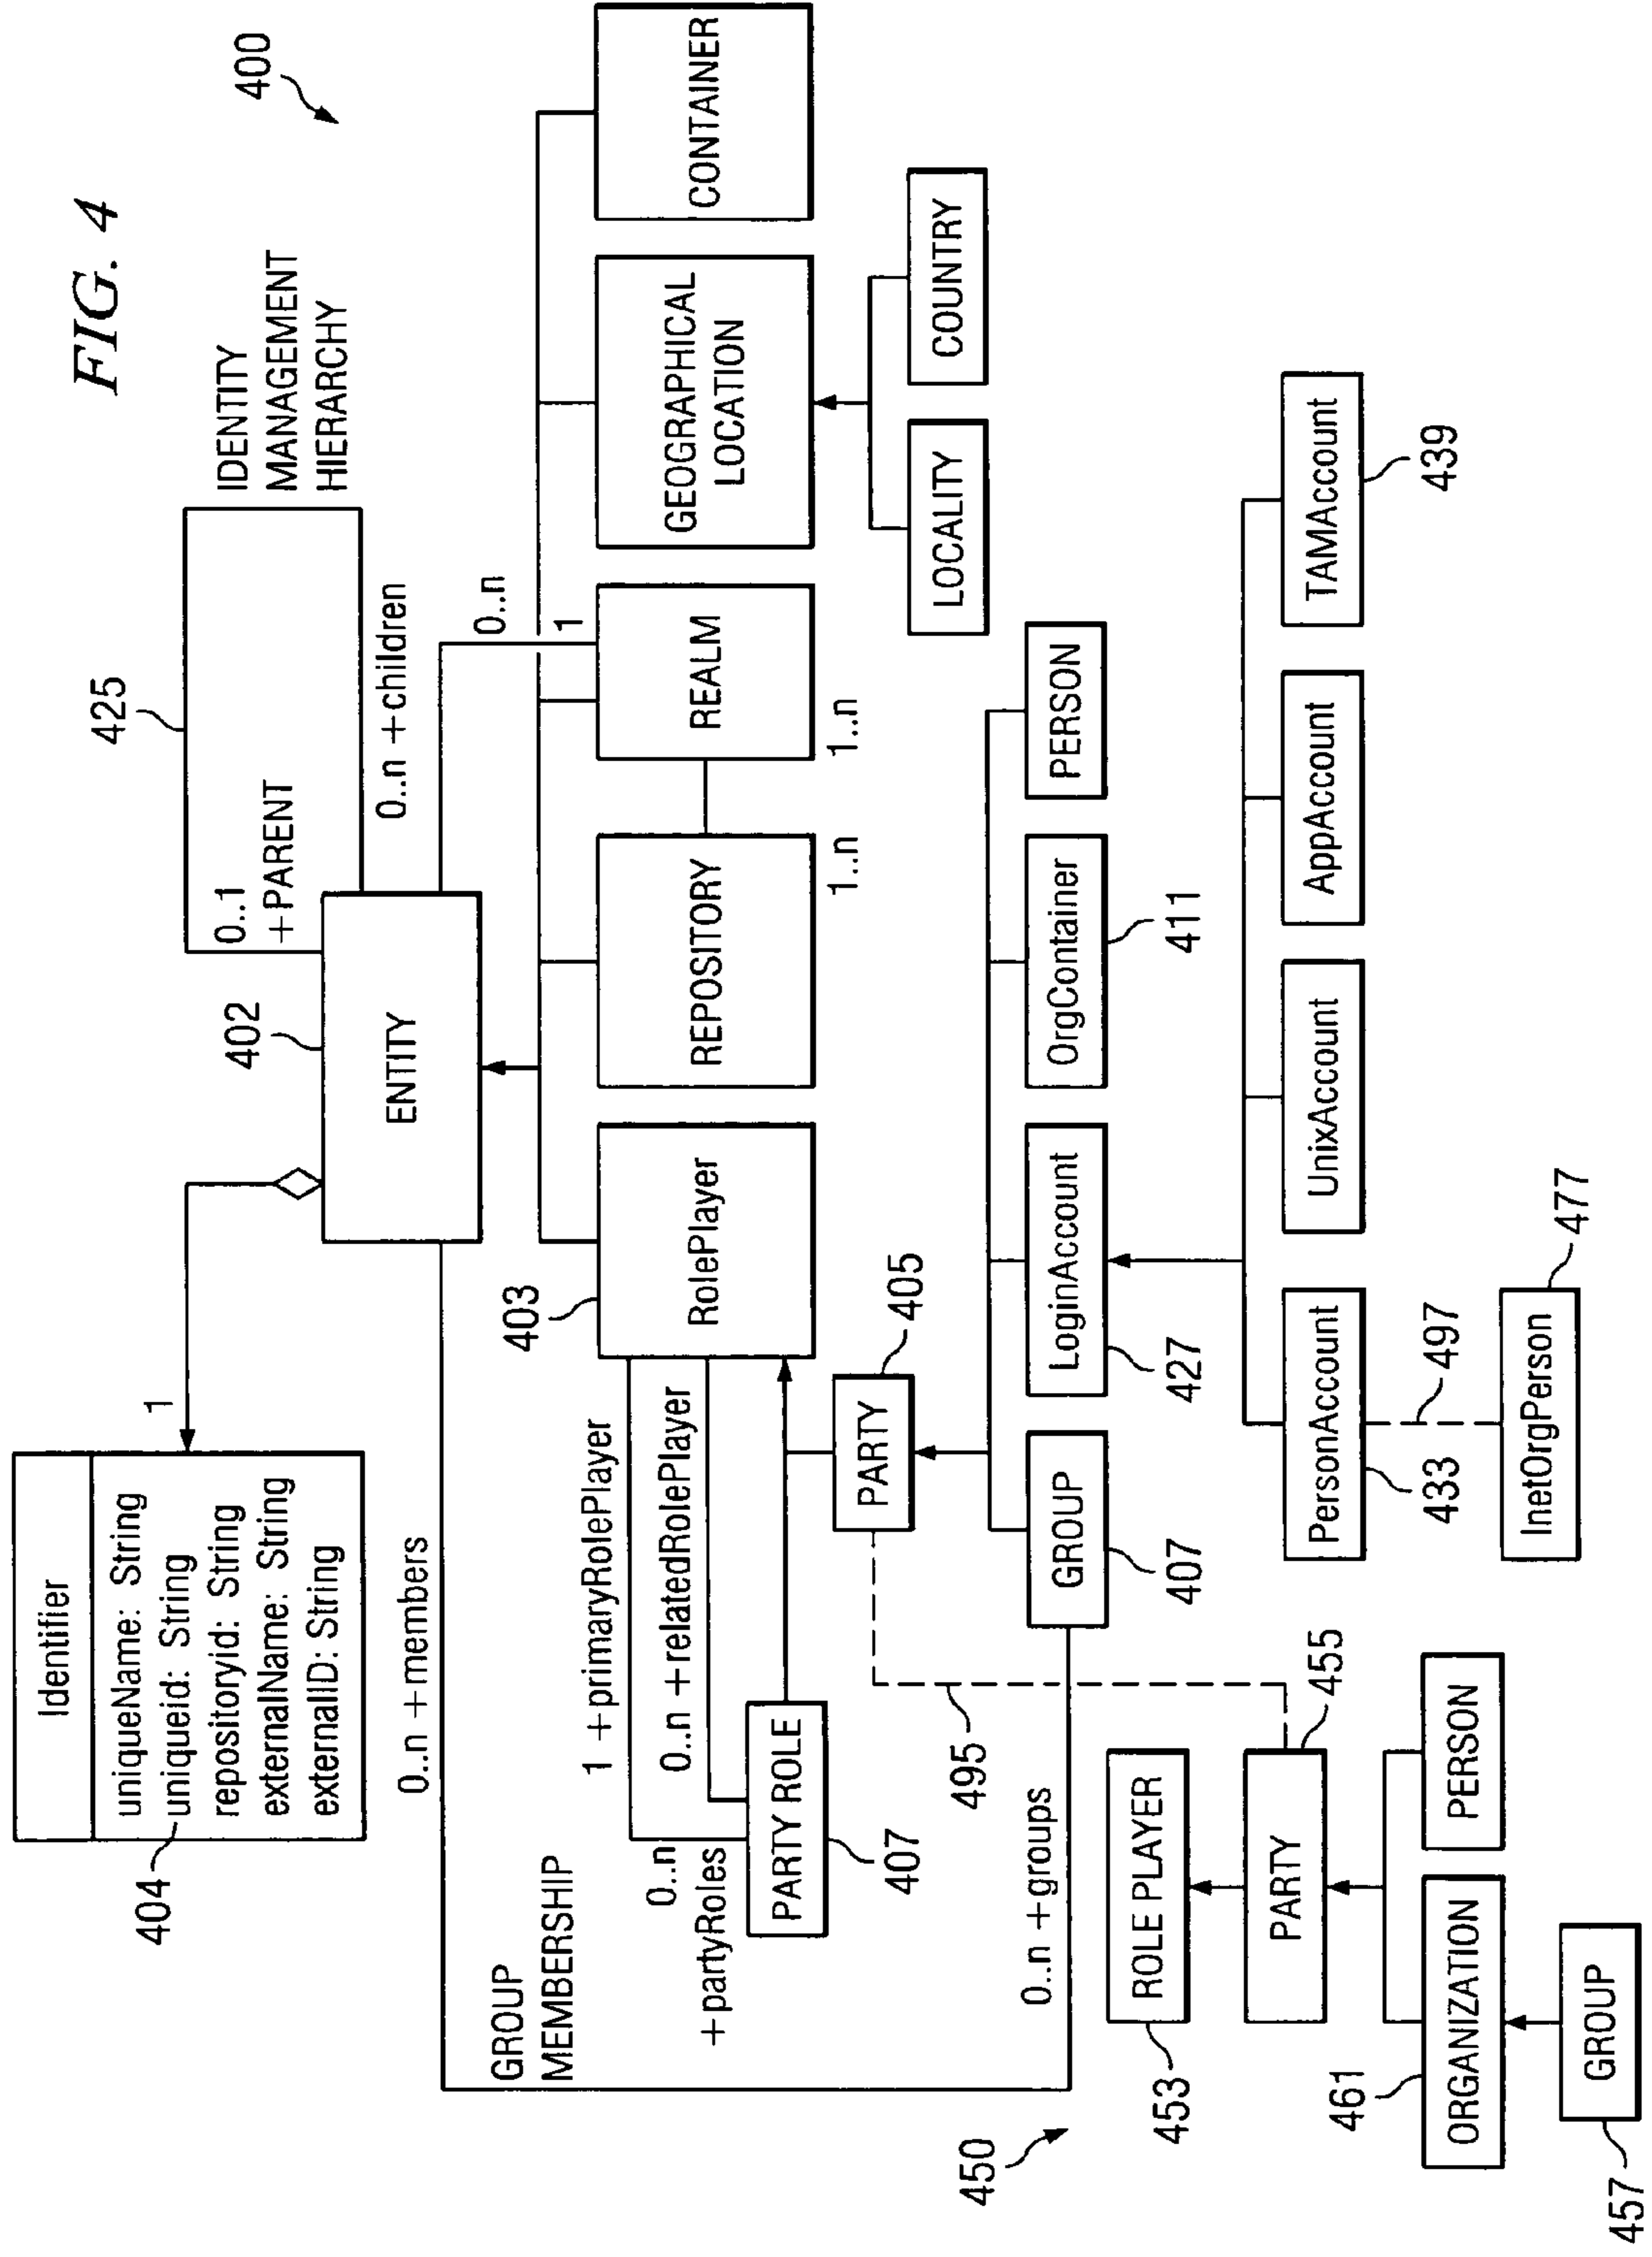 FIG. 4
400
425
IDENTITY
MANAGEMENT
HIERARCHY
Identifier
uniqueName: String
uniqueid: String
repositoryid: String
externalName: String
externalID: String
404
1
402
0..1
+PARENT
ENTITY
0..n +children
0..n +members
0..n
1
403
RolePlayer
REPOSITORY
REALM
GEOGRAPHICAL
LOCATION
CONTAINER
1..n
1..n
GROUP
MEMBERSHIP
1 +primaryRolePlayer
0..n +relatedRolePlayer
0..n
+partyRoles
PARTY ROLE
407
PARTY
405
LOCALITY
COUNTRY
0..n +groups
GROUP
407
LoginAccount
427
OrgContainer
411
PERSON
495
450
ROLE PLAYER
453
PARTY
455
PersonAccount
433
UnixAccount
AppAccount
TAMAccount
439
497
461
ORGANIZATION
PERSON
InetOrgPerson
477
GROUP
457